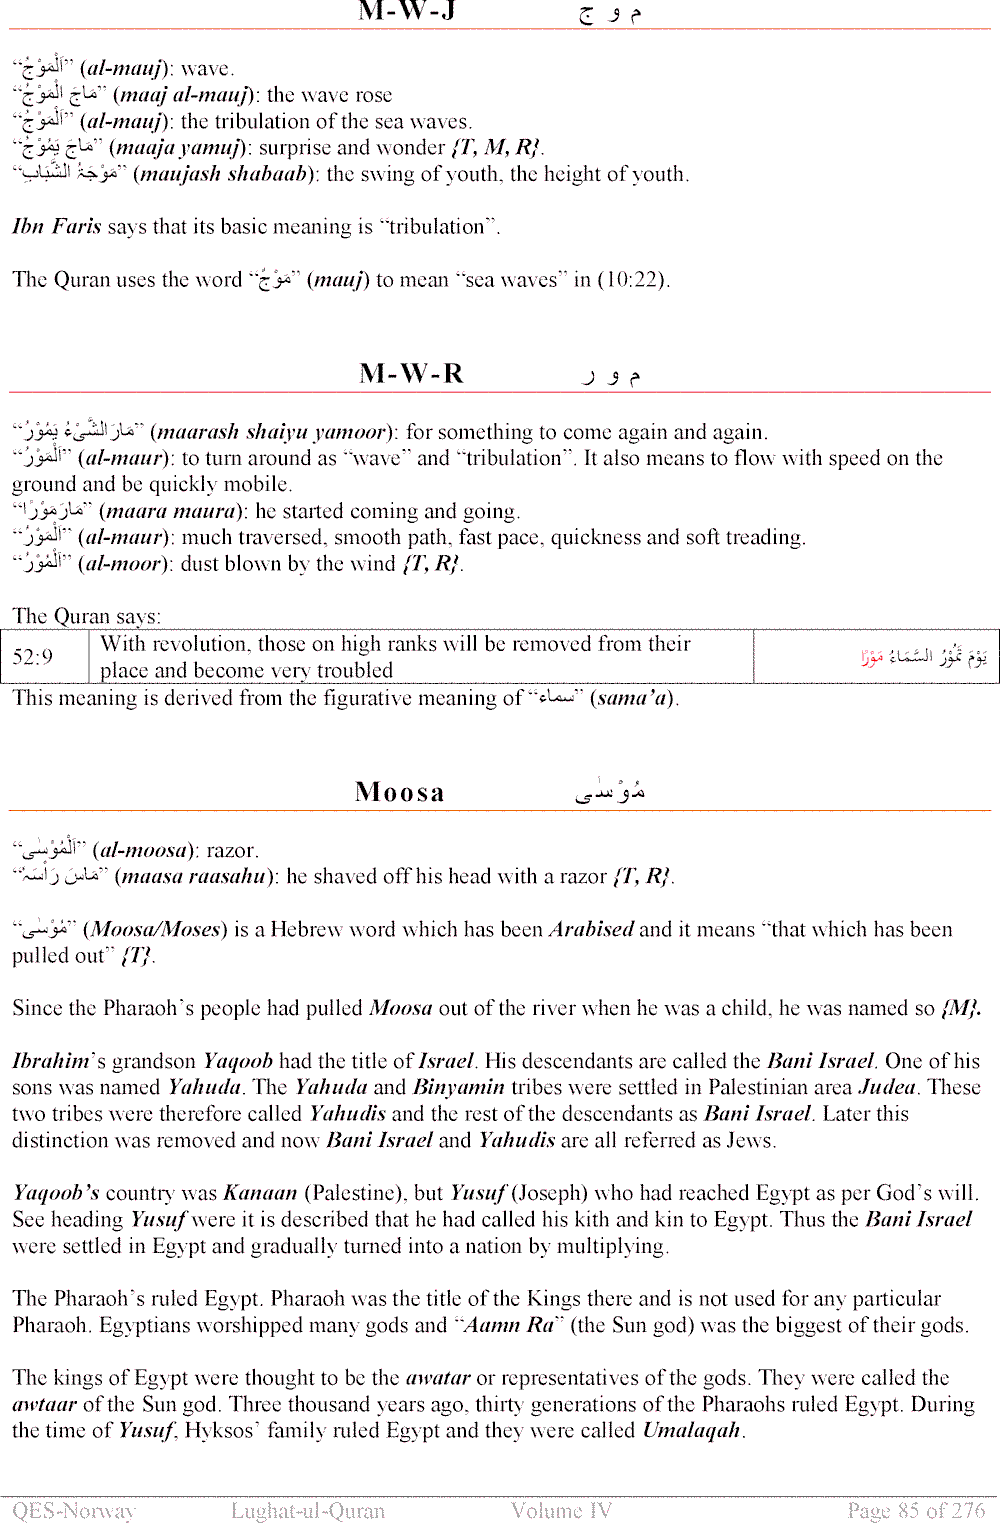 M-W-J م و ج
“اَلْمَوْجُ” (al-mauj): wave.
“مَاجَ الْمَوْجُ” (maaj al-mauj): the wave rose
“اَلْمَوْجُ” (al-mauj): the tribulation of the sea waves.
“مَاجَ يَمُوْجُ” (maaja yamuj): surprise and wonder {T, M, R}.
“مَوْجَۃُ الشَّبَابِ” (maujash shabaab): the swing of youth, the height of youth.
Ibn Faris says that its basic meaning is “tribulation”.
The Quran uses the word “مَوْجٌ” (mauj) to mean “sea waves” in (10:22).
M-W-R م و ر
“مَارَالشَّیْءُ يَمُوْرُ” (maarash shaiyu yamoor): for something to come again and again.
“اَلْمَوْرُ” (al-maur): to turn around as “wave” and “tribulation”. It also means to flow with speed on the
ground and be quickly mobile.
“مَارَمَوْرًا” (maara maura): he started coming and going.
“اَلْمَوْرُ” (al-maur): much traversed, smooth path, fast pace, quickness and soft treading.
“اَلْمُوْرُ” (al-moor): dust blown by the wind {T, R}.
The Quran says:
52:9 With revolution, those on high ranks will be removed from their يَوْمَ تَمُوْرُ السَّمَاءُ مَوْرًا
place and become very troubled
This meaning is derived from the figurative meaning of “سماء” (sama’a).
Moosa مُوْسٰی
“اَلْمُوْسٰی” (al-moosa): razor.
“مَاسَ رَاْسَہٗ” (maasa raasahu): he shaved off his head with a razor {T, R}.
“مُوْسٰی” (Moosa/Moses) is a Hebrew word which has been Arabised and it means “that which has been
pulled out” {T}.
Since the Pharaoh’s people had pulled Moosa out of the river when he was a child, he was named so {M}.
Ibrahim’s grandson Yaqoob had the title of Israel. His descendants are called the Bani Israel. One of his
sons was named Yahuda. The Yahuda and Binyamin tribes were settled in Palestinian area Judea. These
two tribes were therefore called Yahudis and the rest of the descendants as Bani Israel. Later this
distinction was removed and now Bani Israel and Yahudis are all referred as Jews.
Yaqoob’s country was Kanaan (Palestine), but Yusuf (Joseph) who had reached Egypt as per God’s will.
See heading Yusuf were it is described that he had called his kith and kin to Egypt. Thus the Bani Israel
were settled in Egypt and gradually turned into a nation by multiplying.
The Pharaoh’s ruled Egypt. Pharaoh was the title of the Kings there and is not used for any particular
Pharaoh. Egyptians worshipped many gods and “Aamn Ra” (the Sun god) was the biggest of their gods.
The kings of Egypt were thought to be the awatar or representatives of the gods. They were called the
awtaar of the Sun god. Three thousand years ago, thirty generations of the Pharaohs ruled Egypt. During
the time of Yusuf, Hyksos’ family ruled Egypt and they were called Umalaqah.
QES-Norway Lughat-ul-Quran Volume IV Page 85 of 276